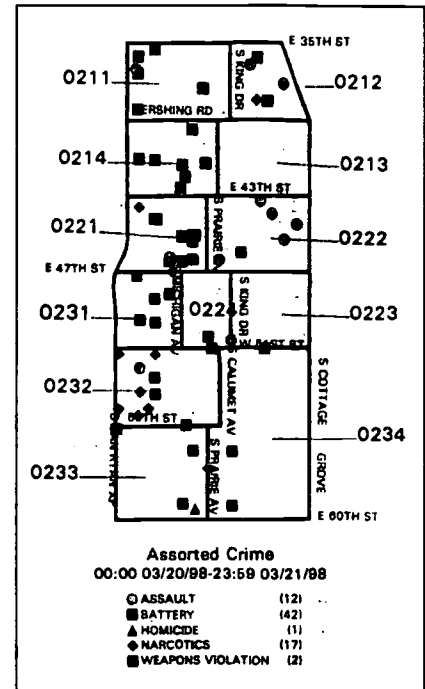 E 35TH ST
0211
S KING DR
0212
ERSHING RD
0214
0213
E 43TH ST
0221
S PRAIRIE
0222
E 47TH ST
S KING DR
0224
0231
0223
0232
S CALUMET AV
S COTTAGE GROVE
0234
0233
S PRAIRIE AV
E 60TH ST
Assorted Crime
00:00 03/20/98-23:59 03/21/98
ASSAULT (12)
BATTERY (42)
HOMICIDE (1)
NARCOTICS (17)
WEAPONS VIOLATION (2)